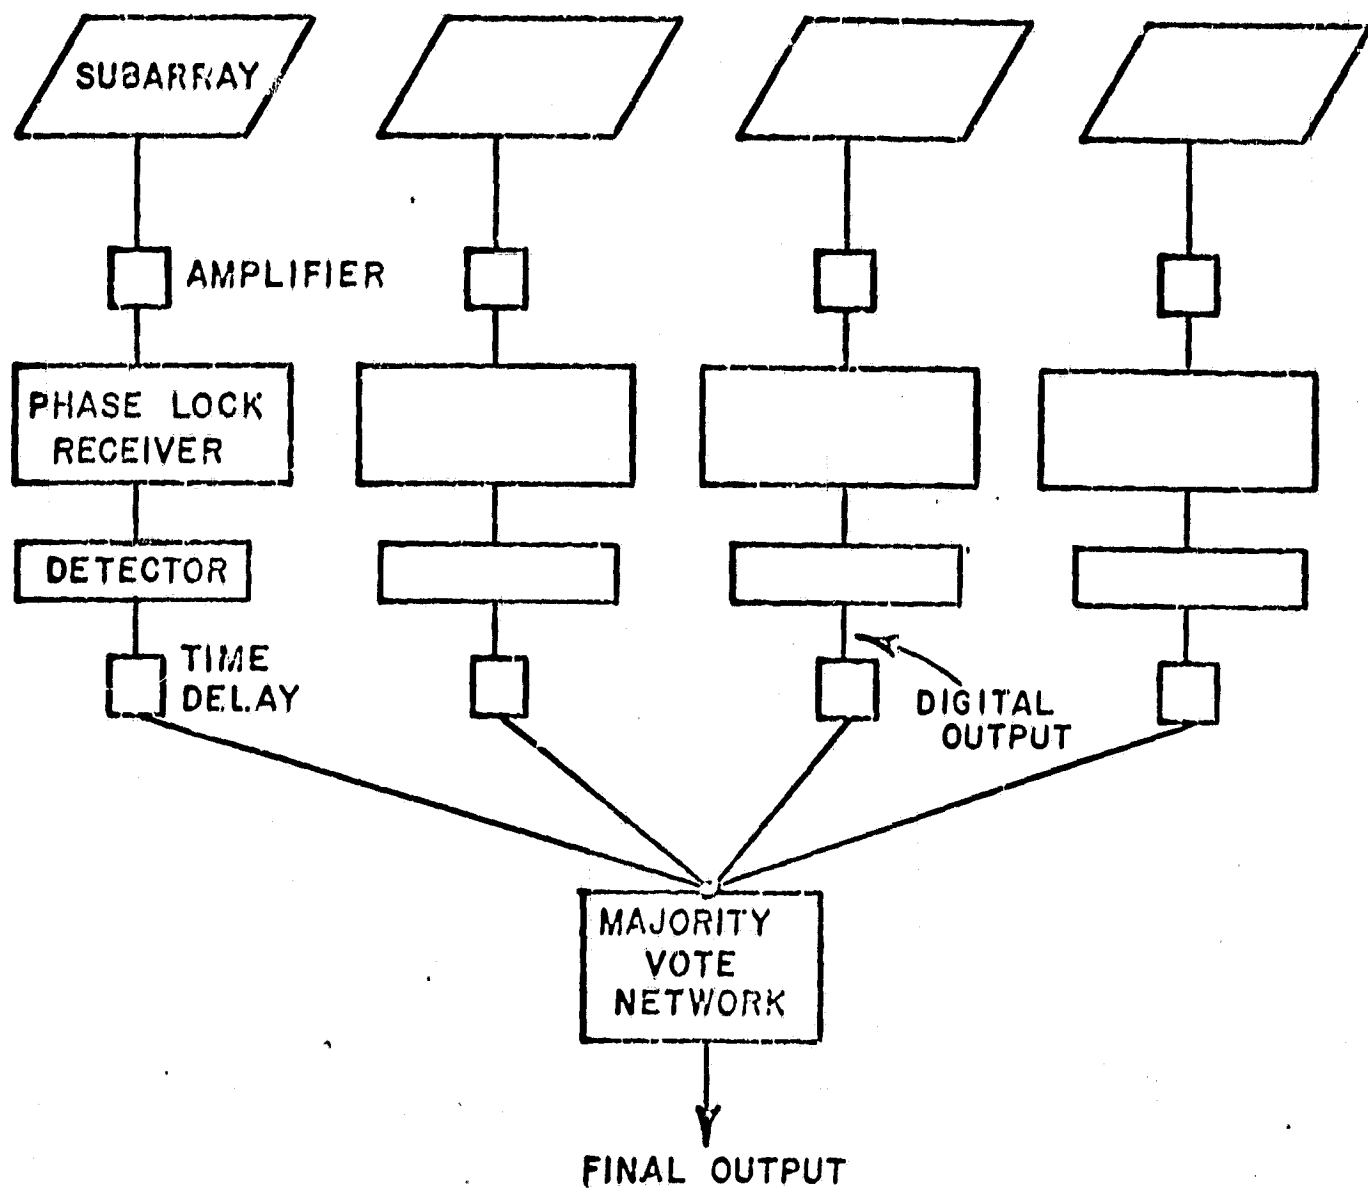 SUBARRAY
AMPLIFIER
PHASE LOCK
RECEIVER
DETECTOR
TIME
DELAY
DIGITAL
OUTPUT
MAJORITY
VOTE
NETWORK
FINAL OUTPUT